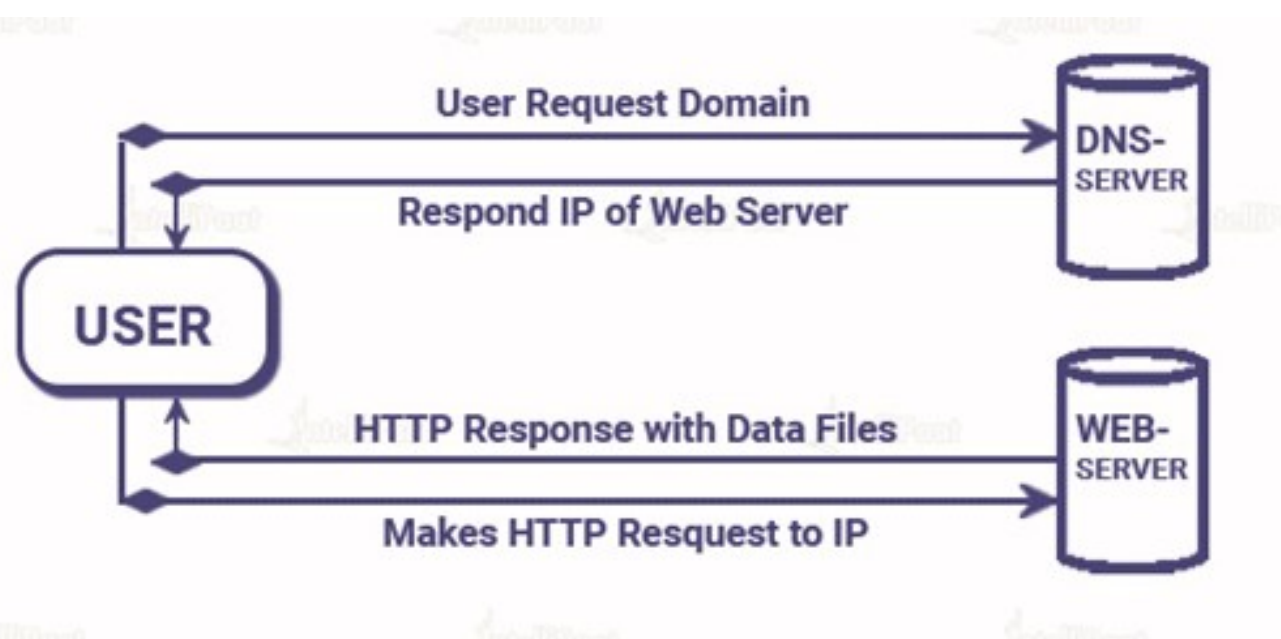 User Request Domain
DNS-
SERVER
Respond IP of Web Server
USER
HTTP Response with Data Files
WEB-
SERVER
Makes HTTP Resquest to IP